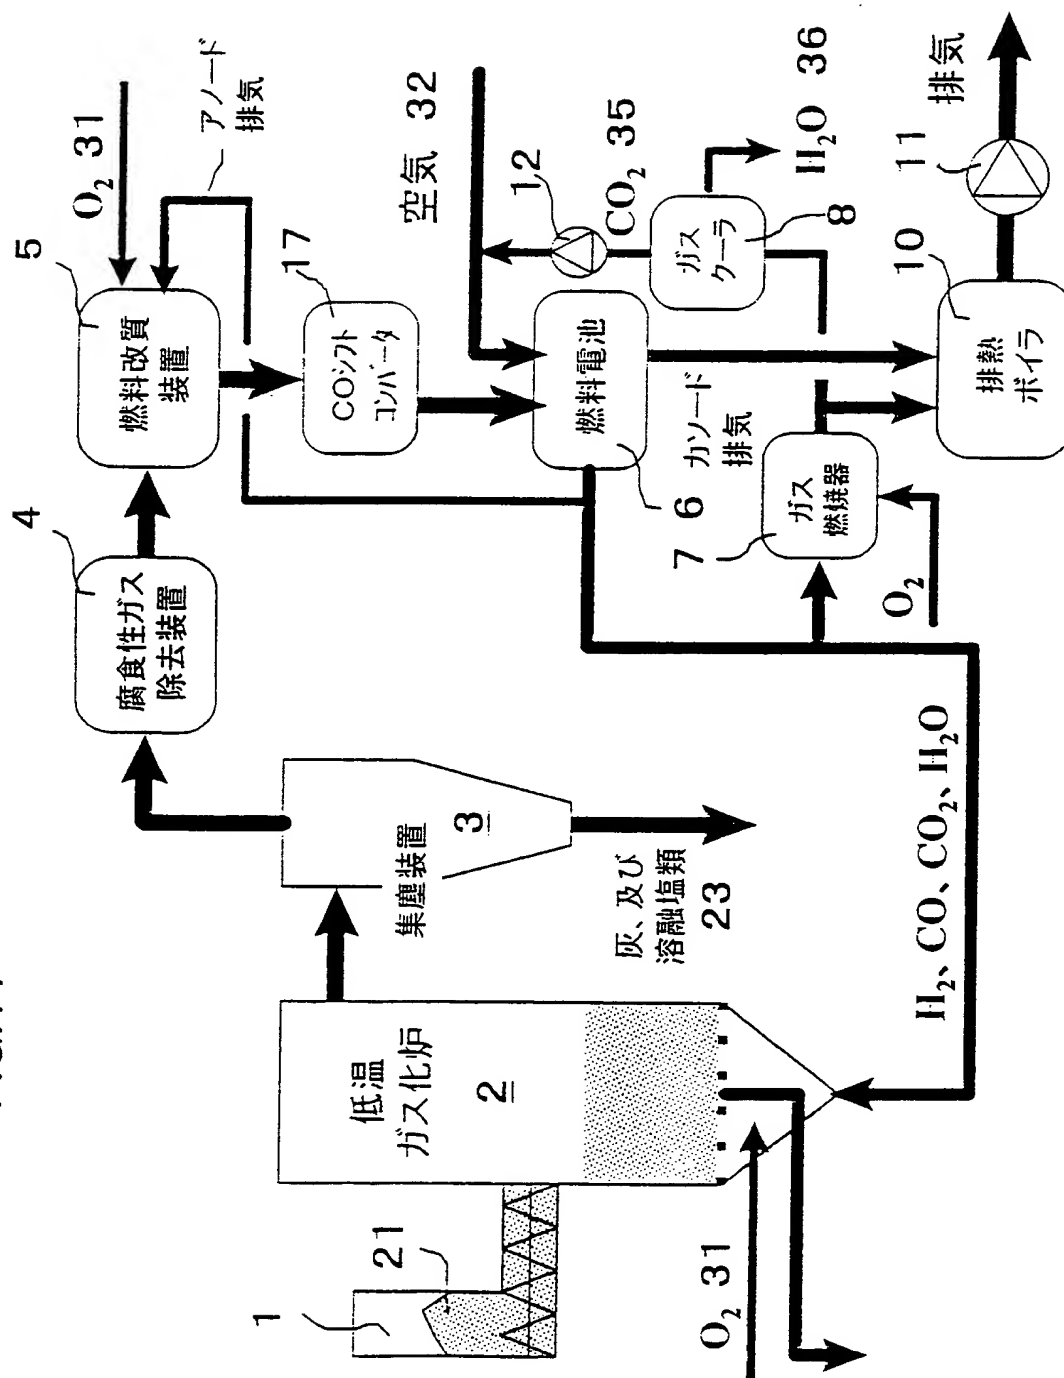 1
21
低温
ガス化炉
2
O₂ 31
集塵装置
3
灰、及び
溶融塩類
23
4
腐食性ガス
除去装置
5
燃料改質
装置
O₂ 31
アノード
排気
17
COシフト
コンバータ
空気 32
燃料電池
6
12
CO₂ 35
ガス
クーラ
8
H₂O 36
カソード
排気
7
ガス
燃焼器
O₂
10
排熱
ボイラ
11
排気
H₂、CO、CO₂、H₂O